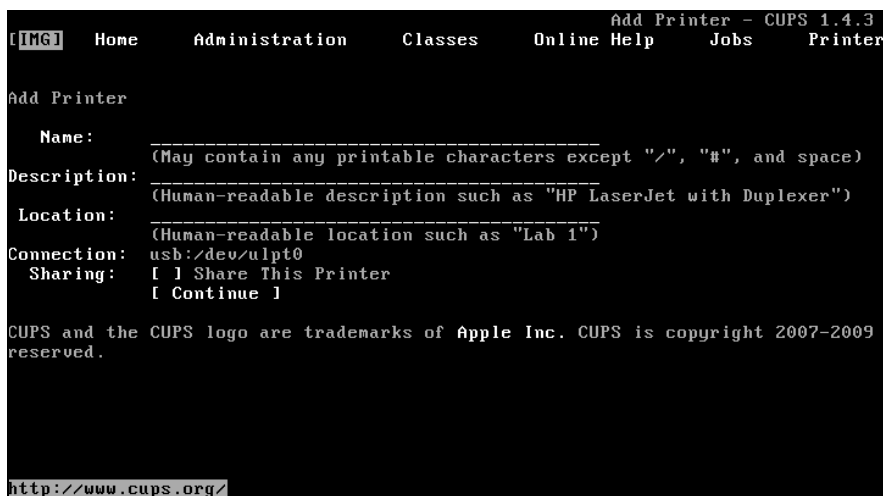 Add Printer - CUPS 1.4.3
[IMG] Home Administration Classes Online Help Jobs Printer
Add Printer
Name: ________________________________________
(May contain any printable characters except "/", "#", and space)
Description: ________________________________________
(Human-readable description such as "HP LaserJet with Duplexer")
Location: ________________________________________
(Human-readable location such as "Lab 1")
Connection: usb:/dev/ulpt0
Sharing: [ ] Share This Printer
[ Continue ]
CUPS and the CUPS logo are trademarks of Apple Inc. CUPS is copyright 2007-2009
reserved.
http://www.cups.org/